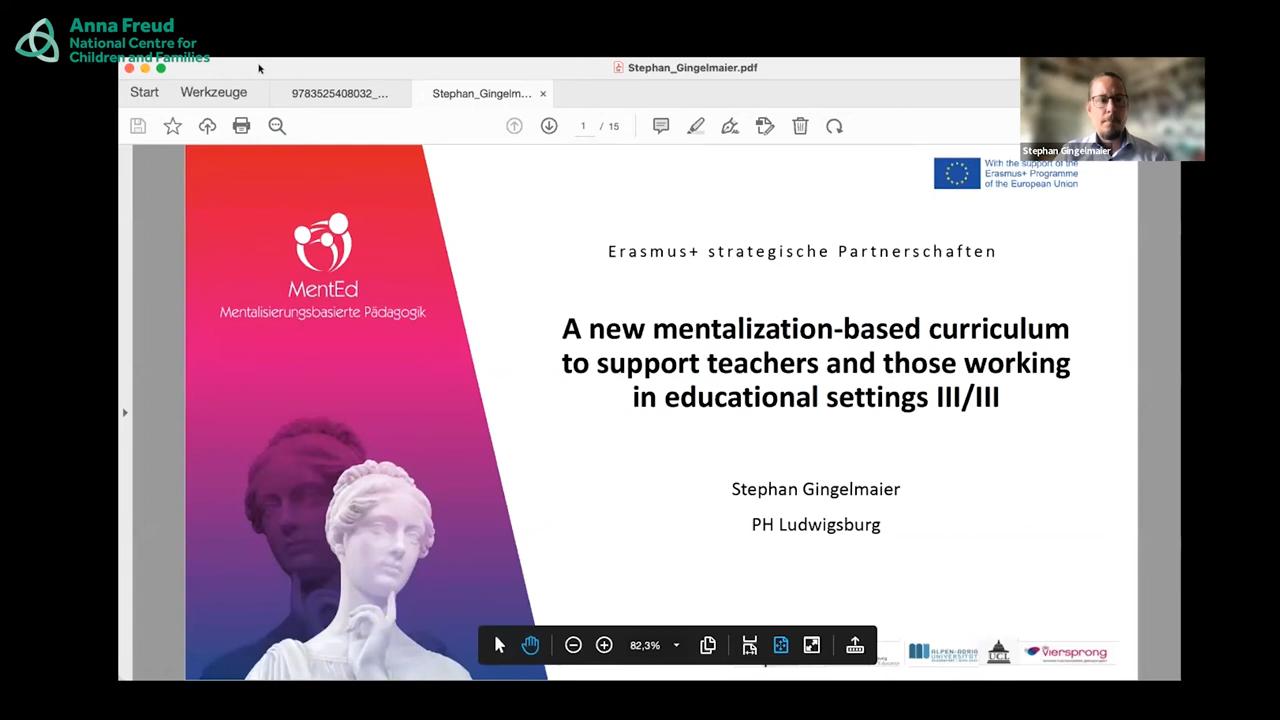 Anna Freud
National Centre for
Children and Families
Stephan_Gingelmaier.pdf
Start
Werkzeuge
9783525408032_...
Stephan_Gingelm...
1 / 15
Stephan Gingelmaier
With the support of the
Erasmus+ Programme
of the European Union
MentEd
Mentalisierungsbasierte Pädagogik
Erasmus+ strategische Partnerschaften
A new mentalization-based curriculum
to support teachers and those working
in educational settings III/III
Stephan Gingelmaier
PH Ludwigsburg
82,3%
ALPEN-ADRIA
UNIVERSITÄT
UCL
Viersprong